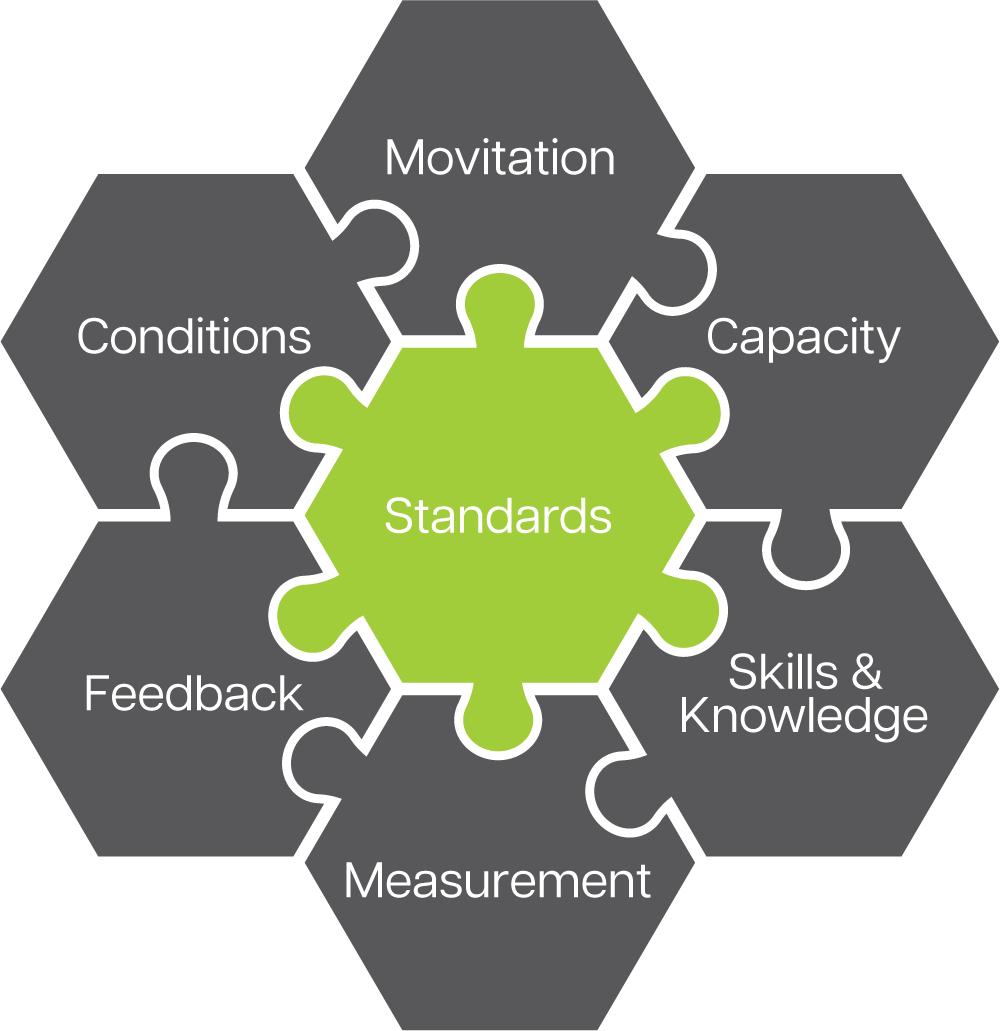 Movitation
Conditions
Capacity
Standards
Feedback
Skills &
Knowledge
Measurement